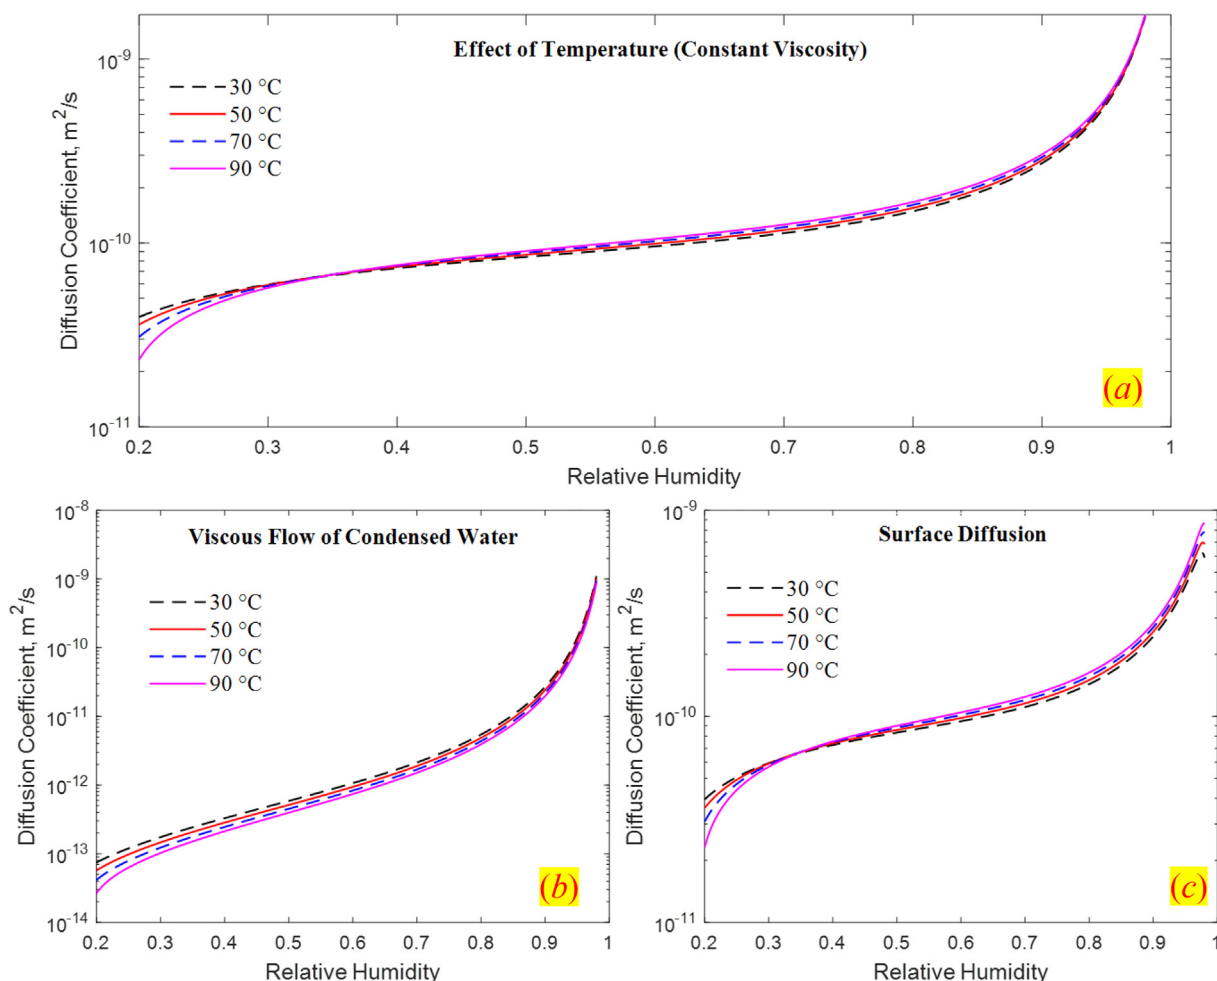 Effect of Temperature (Constant Viscosity)
30 °C
50 °C
70 °C
90 °C
Diffusion Coefficient, m²/s
10⁻⁹
10⁻¹⁰
10⁻¹¹
(a)
0.2 0.3 0.4 0.5 0.6 0.7 0.8 0.9 1
Relative Humidity
Viscous Flow of Condensed Water
30 °C
50 °C
70 °C
90 °C
Diffusion Coefficient, m²/s
10⁻⁸
10⁻⁹
10⁻¹⁰
10⁻¹¹
10⁻¹²
10⁻¹³
10⁻¹⁴
(b)
0.2 0.3 0.4 0.5 0.6 0.7 0.8 0.9 1
Relative Humidity
Surface Diffusion
30 °C
50 °C
70 °C
90 °C
Diffusion Coefficient, m²/s
10⁻⁹
10⁻¹⁰
10⁻¹¹
(c)
0.2 0.3 0.4 0.5 0.6 0.7 0.8 0.9 1
Relative Humidity